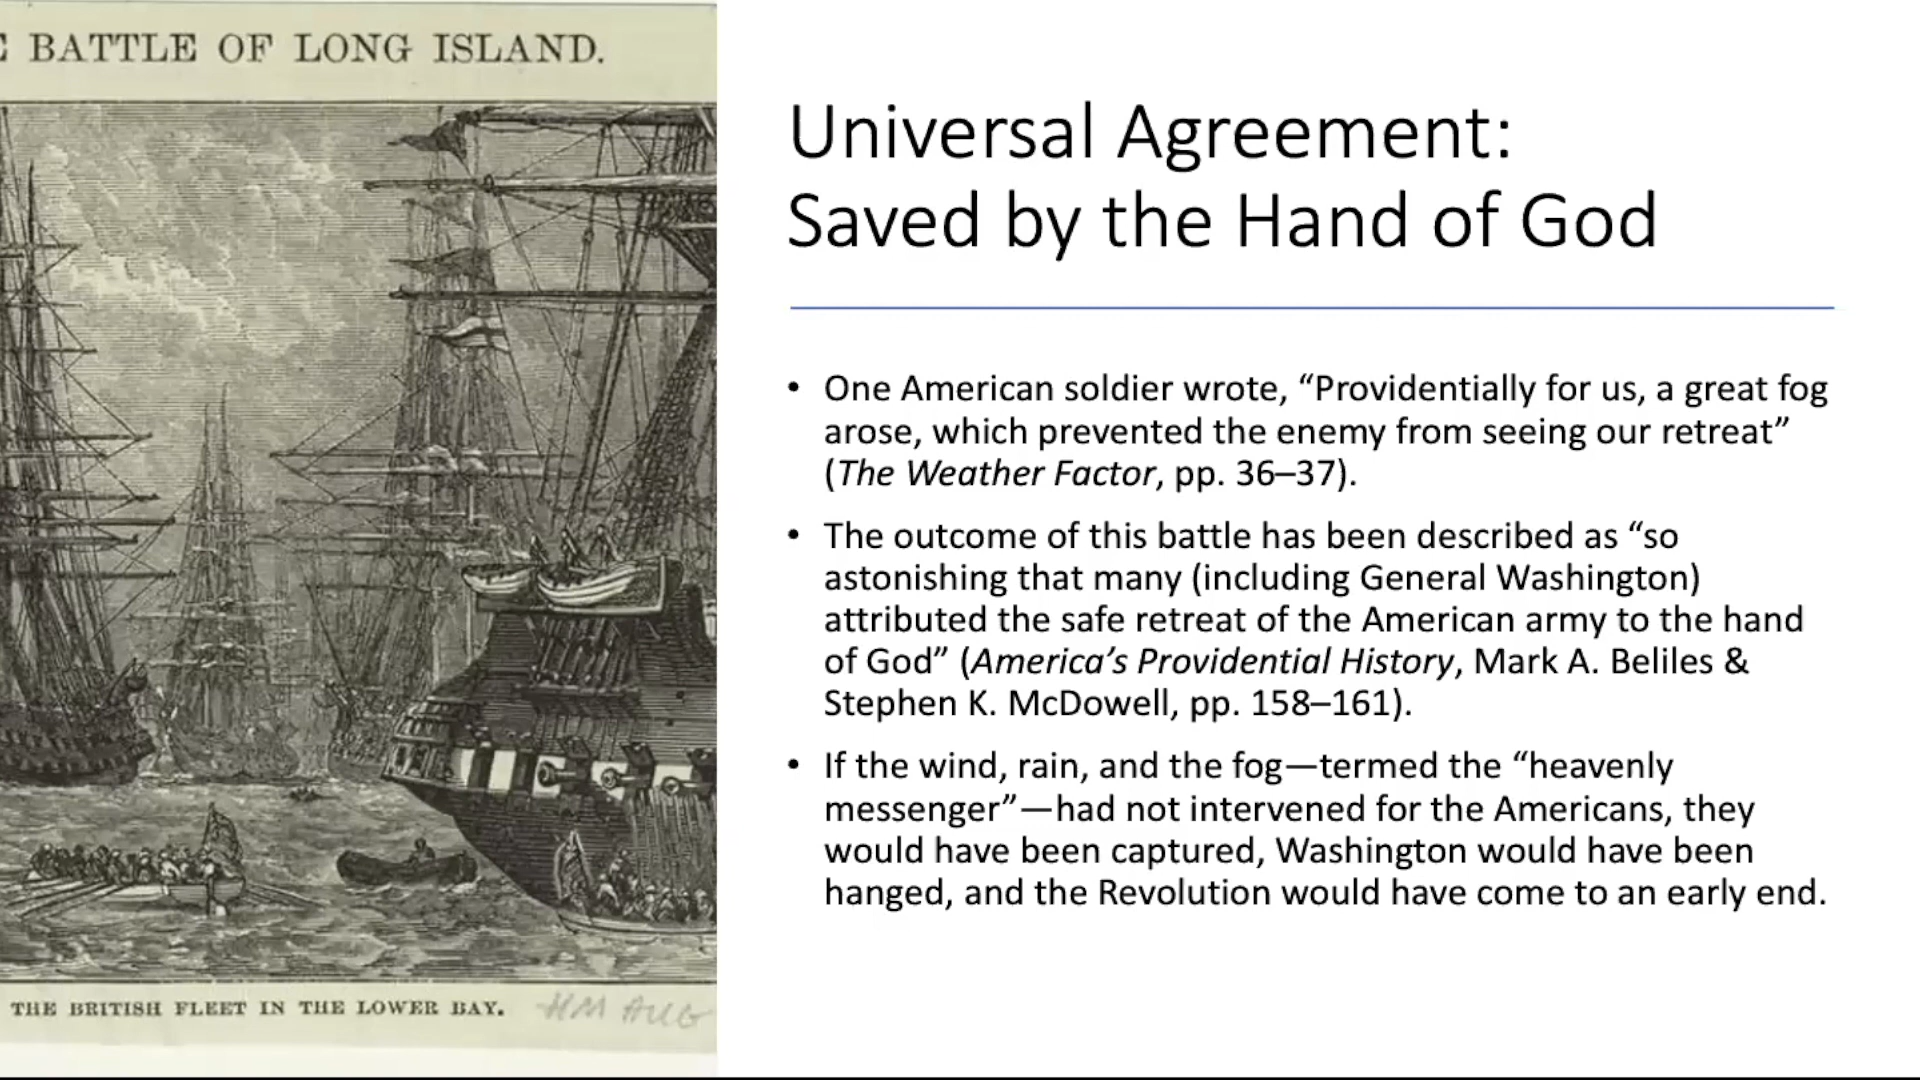 BATTLE OF LONG ISLAND.
THE BRITISH FLEET IN THE LOWER BAY.
HM AUG
Universal Agreement:
Saved by the Hand of God
• One American soldier wrote, “Providentially for us, a great fog
arose, which prevented the enemy from seeing our retreat”
(The Weather Factor, pp. 36–37).
• The outcome of this battle has been described as “so
astonishing that many (including General Washington)
attributed the safe retreat of the American army to the hand
of God” (America’s Providential History, Mark A. Beliles &
Stephen K. McDowell, pp. 158–161).
• If the wind, rain, and the fog—termed the “heavenly
messenger”—had not intervened for the Americans, they
would have been captured, Washington would have been
hanged, and the Revolution would have come to an early end.